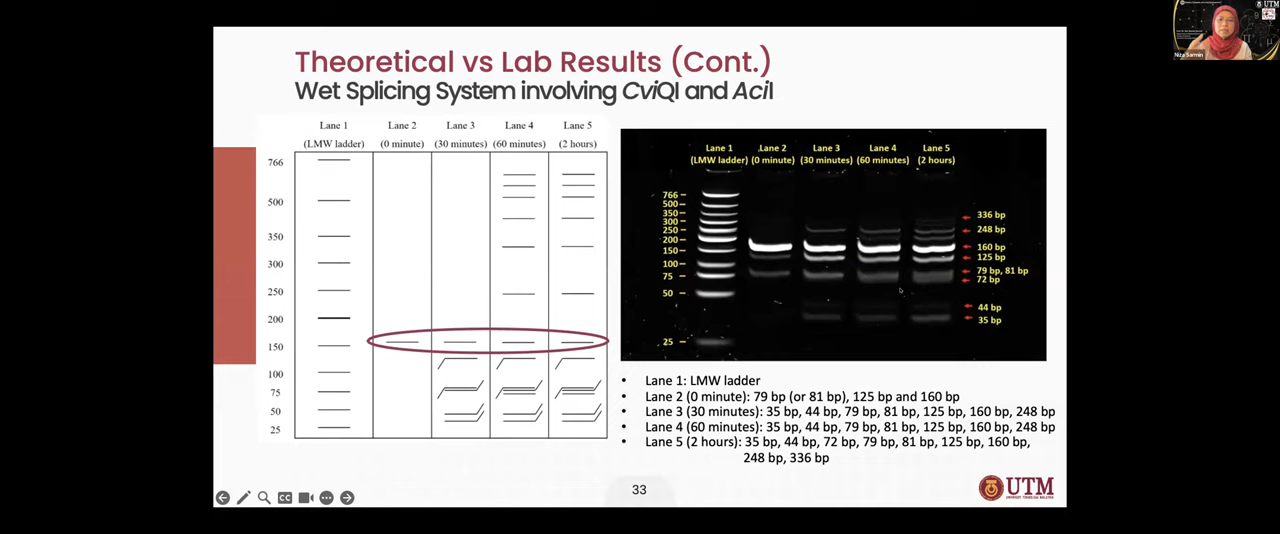 Theoretical vs Lab Results (Cont.)
Wet Splicing System involving CviQI and AciI
Lane 1 Lane 2 Lane 3 Lane 4 Lane 5
(LMW ladder) (0 minute) (30 minutes) (60 minutes) (2 hours)
766
500
350
300
250
200
150
100
75
50
25
Lane 1 Lane 2 Lane 3 Lane 4 Lane 5
(LMW ladder) (0 minute) (30 minutes) (60 minutes) (2 hours)
766
500
350
300
250
200
150
100
75
50
25
336 bp
248 bp
160 bp
125 bp
79 bp, 81 bp
72 bp
44 bp
35 bp
• Lane 1: LMW ladder
• Lane 2 (0 minute): 79 bp (or 81 bp), 125 bp and 160 bp
• Lane 3 (30 minutes): 35 bp, 44 bp, 79 bp, 81 bp, 125 bp, 160 bp, 248 bp
• Lane 4 (60 minutes): 35 bp, 44 bp, 79 bp, 81 bp, 125 bp, 160 bp, 248 bp
• Lane 5 (2 hours): 35 bp, 44 bp, 72 bp, 79 bp, 81 bp, 125 bp, 160 bp,
248 bp, 336 bp
33
UTM
UTM
Niza Sarmin